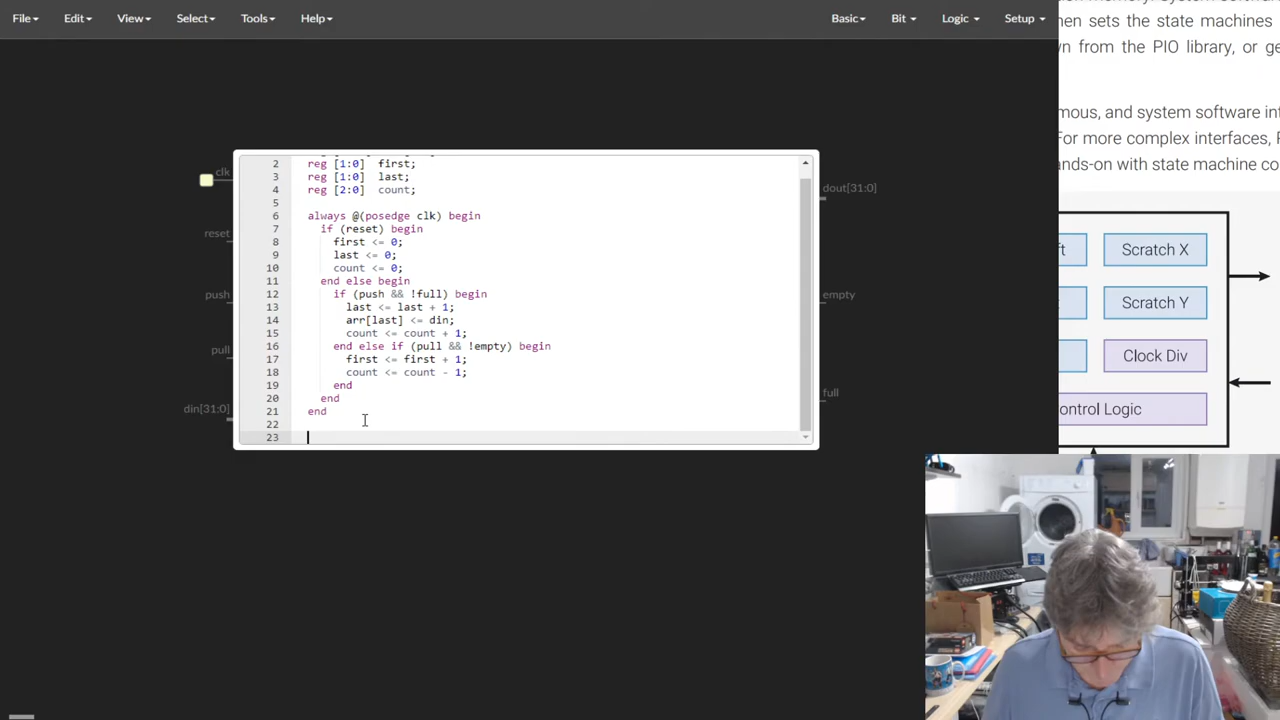 File Edit View Select Tools Help Basic Bit Logic Setup
hen sets the state machines
n from the PIO library, or ge
mous, and system software int
For more complex interfaces, P
ands-on with state machine co
clk
reset
push
pull
din[31:0]
2 reg [1:0] first;
3 reg [1:0] last;
4 reg [2:0] count;
5
6 always @(posedge clk) begin
7 if (reset) begin
8 first <= 0;
9 last <= 0;
10 count <= 0;
11 end else begin
12 if (push && !full) begin
13 last <= last + 1;
14 arr[last] <= din;
15 count <= count + 1;
16 end else if (pull && !empty) begin
17 first <= first + 1;
18 count <= count - 1;
19 end
20 end
21 end
22
23
dout[31:0]
empty
full
ft Scratch X
Scratch Y
Clock Div
ontrol Logic